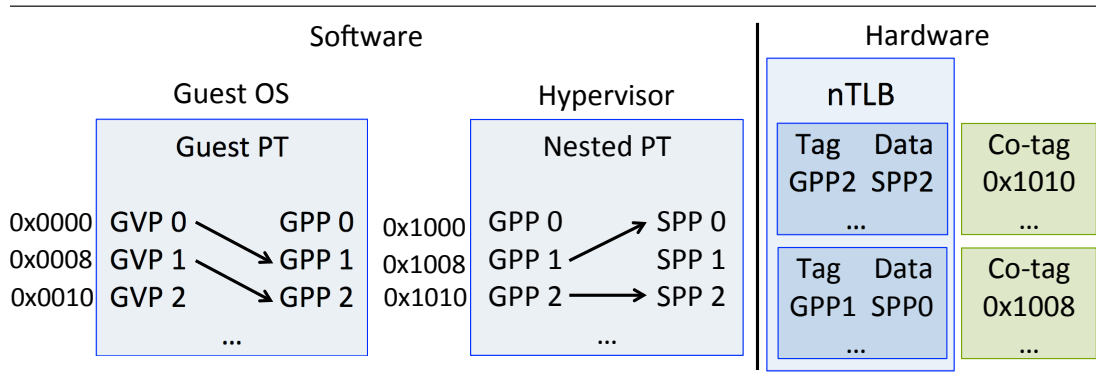 Software
Hardware
Guest OS
Hypervisor
nTLB
Guest PT
Nested PT
Tag Data
Co-tag
GPP2 SPP2
0x1010
...
...
0x0000 GVP 0 GPP 0
0x0008 GVP 1 GPP 1
0x0010 GVP 2 GPP 2
...
0x1000 GPP 0 SPP 0
0x1008 GPP 1 SPP 1
0x1010 GPP 2 SPP 2
...
Tag Data
Co-tag
GPP1 SPP0
0x1008
...
...